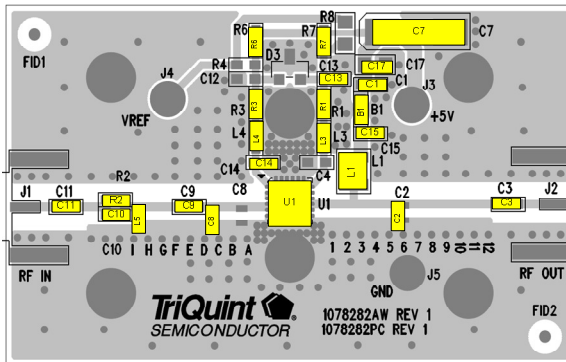 R8
R6
R6
R7
R7
C7
C7
FID1
R4
D3
C17
C17
J4
C12
C13
C13
C1
C1
J3
VREF
R3
R3
R1
R1
B1
B1
+5V
L4
L4
L3
L3
C15
C15
C14
C14
C4
L1
L1
R2
J1
C11
C11
R2
C10
C9
C9
C8
C8
U1
U1
C2
C2
C3
C3
J2
L5
RF IN
C10
I H G F E D C B A
1 2 3 4 5 6 7 8 9 10 11 12
RF OUT
J5
GND
TriQuint
SEMICONDUCTOR
1078282AW REV 1
1078282PC REV 1
FID2